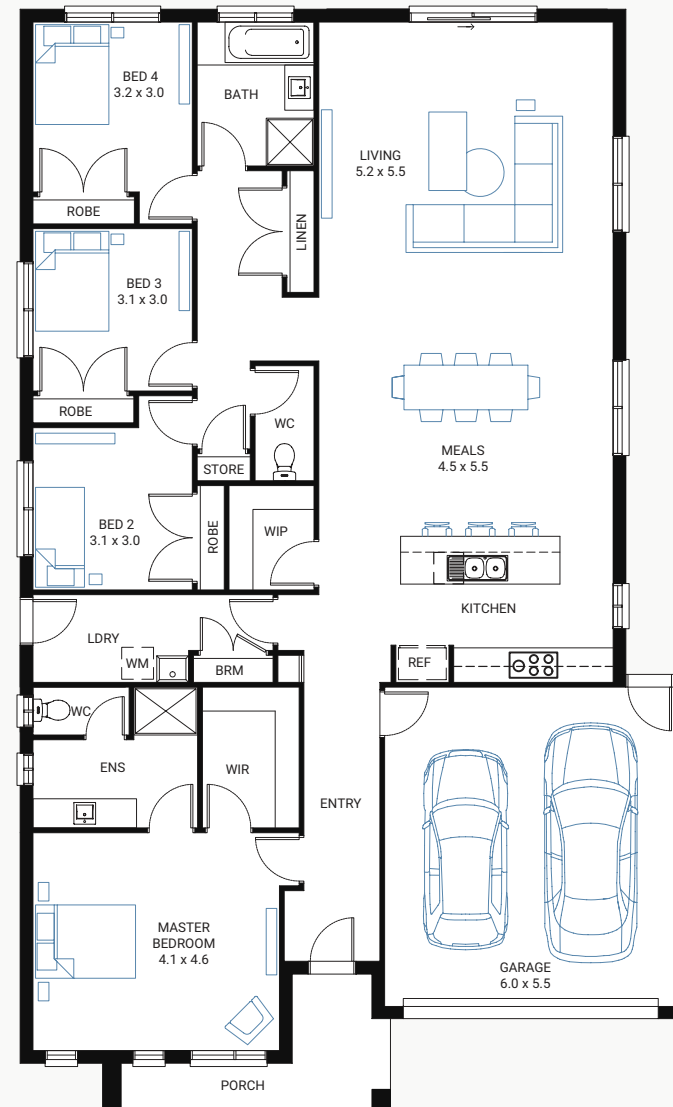 BED 4
3.2 x 3.0
BATH
LIVING
5.2 x 5.5
ROBE
LINEN
BED 3
3.1 x 3.0
ROBE
WC
STORE
MEALS
4.5 x 5.5
BED 2
3.1 x 3.0
ROBE
WIP
KITCHEN
LDRY
WM
BRM
REF
WC
ENS
WIR
ENTRY
MASTER
BEDROOM
4.1 x 4.6
GARAGE
6.0 x 5.5
PORCH